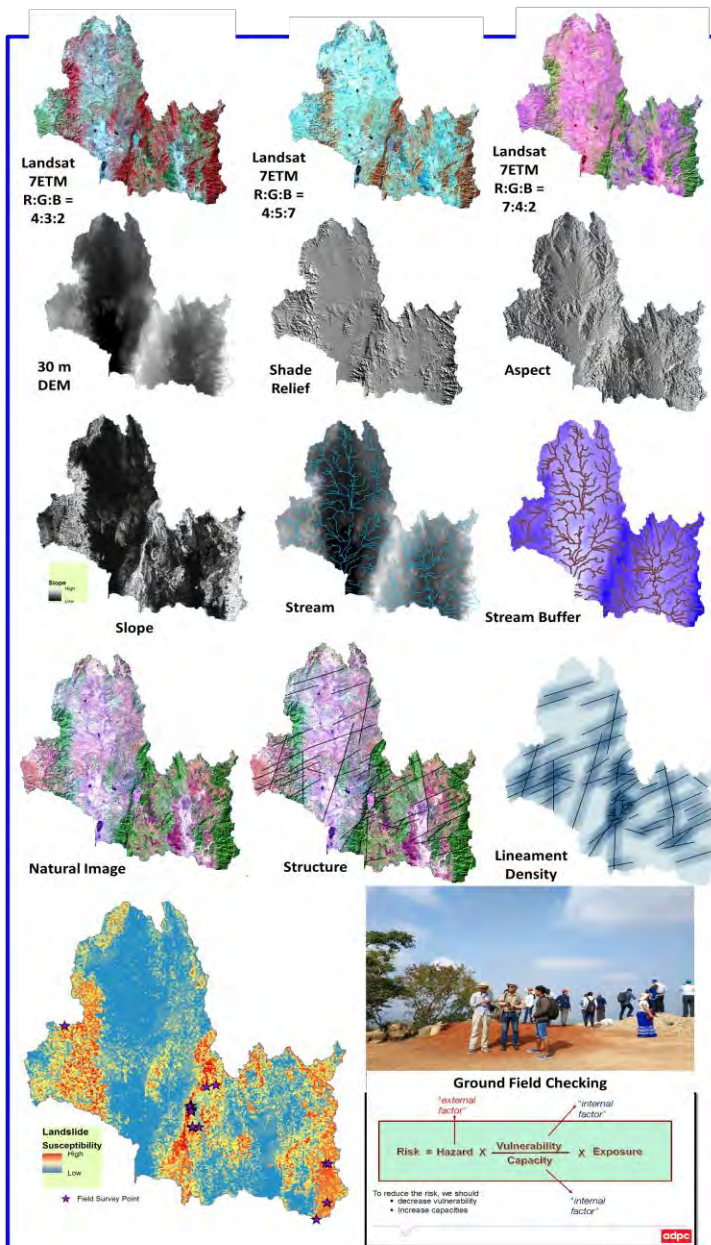 Landsat
7ETM
R:G:B =
4:3:2
Landsat
7ETM
R:G:B =
4:5:7
Landsat
7ETM
R:G:B =
7:4:2
30 m
DEM
Shade
Relief
Aspect
Slope
High
Low
Slope
Stream
Stream Buffer
Natural Image
Structure
Lineament
Density
Landslide
Susceptibility
High
Low
Field Survey Point
Ground Field Checking
"external
factor"
"internal
factor"
Risk = Hazard X Vulnerability X Exposure
Capacity
"internal
factor"
To reduce the risk, we should :
• decrease vulnerability
• Increase capacities
adpc